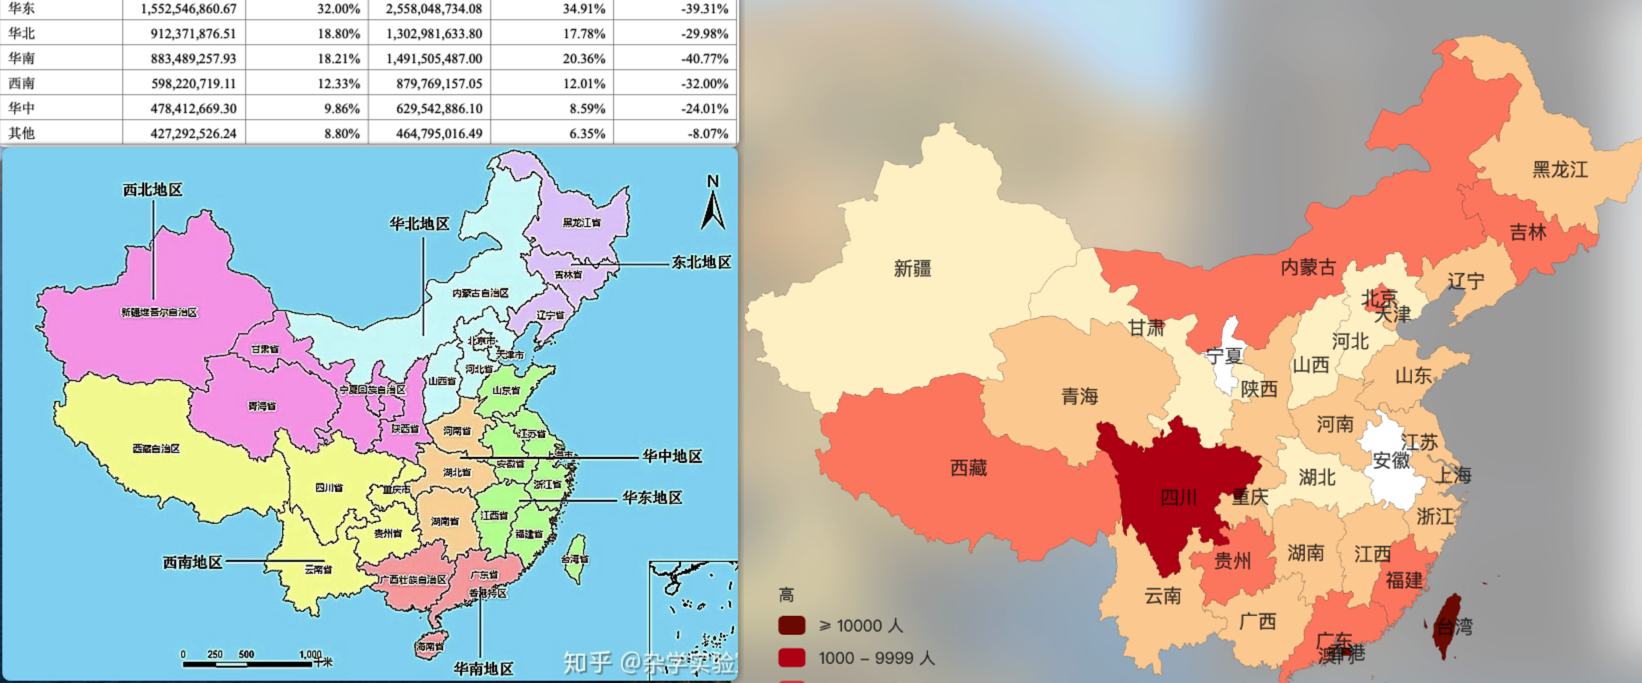 华东 1,552,546,860.67 32.00% 2,558,048,734.08 34.91% -39.31%
华北 912,371,876.51 18.80% 1,302,981,633.80 17.78% -29.98%
华南 883,489,257.93 18.21% 1,491,505,487.00 20.36% -40.77%
西南 598,220,719.11 12.33% 879,769,157.05 12.01% -32.00%
华中 478,412,669.30 9.86% 629,542,886.10 8.59% -24.01%
其他 427,292,526.24 8.80% 464,795,016.49 6.35% -8.07%
西北地区
华北地区
N
东北地区
黑龙江省
吉林省
内蒙古自治区
辽宁省
新疆维吾尔自治区
北京市
天津市
甘肃省
河北省
山西省
宁夏回族自治区
山东省
青海省
陕西省
河南省
江苏省
西藏自治区
上海市
华中地区
安徽省
湖北省
四川省
重庆市
浙江省
华东地区
江西省
湖南省
贵州省
福建省
台湾省
西南地区
云南省
广西壮族自治区
广东省
香港特区
海南省
华南地区
0 250 500 1,000
千米
知乎 @杂学实验
黑龙江
吉林
内蒙古
新疆
辽宁
北京
天津
甘肃
河北
宁夏
山西
山东
陕西
青海
河南
江苏
安徽
西藏
湖北
上海
四川
重庆
浙江
湖南
江西
贵州
福建
云南
广西
台湾
广东
香港
澳门
高
⩾ 10000 人
1000 – 9999 人